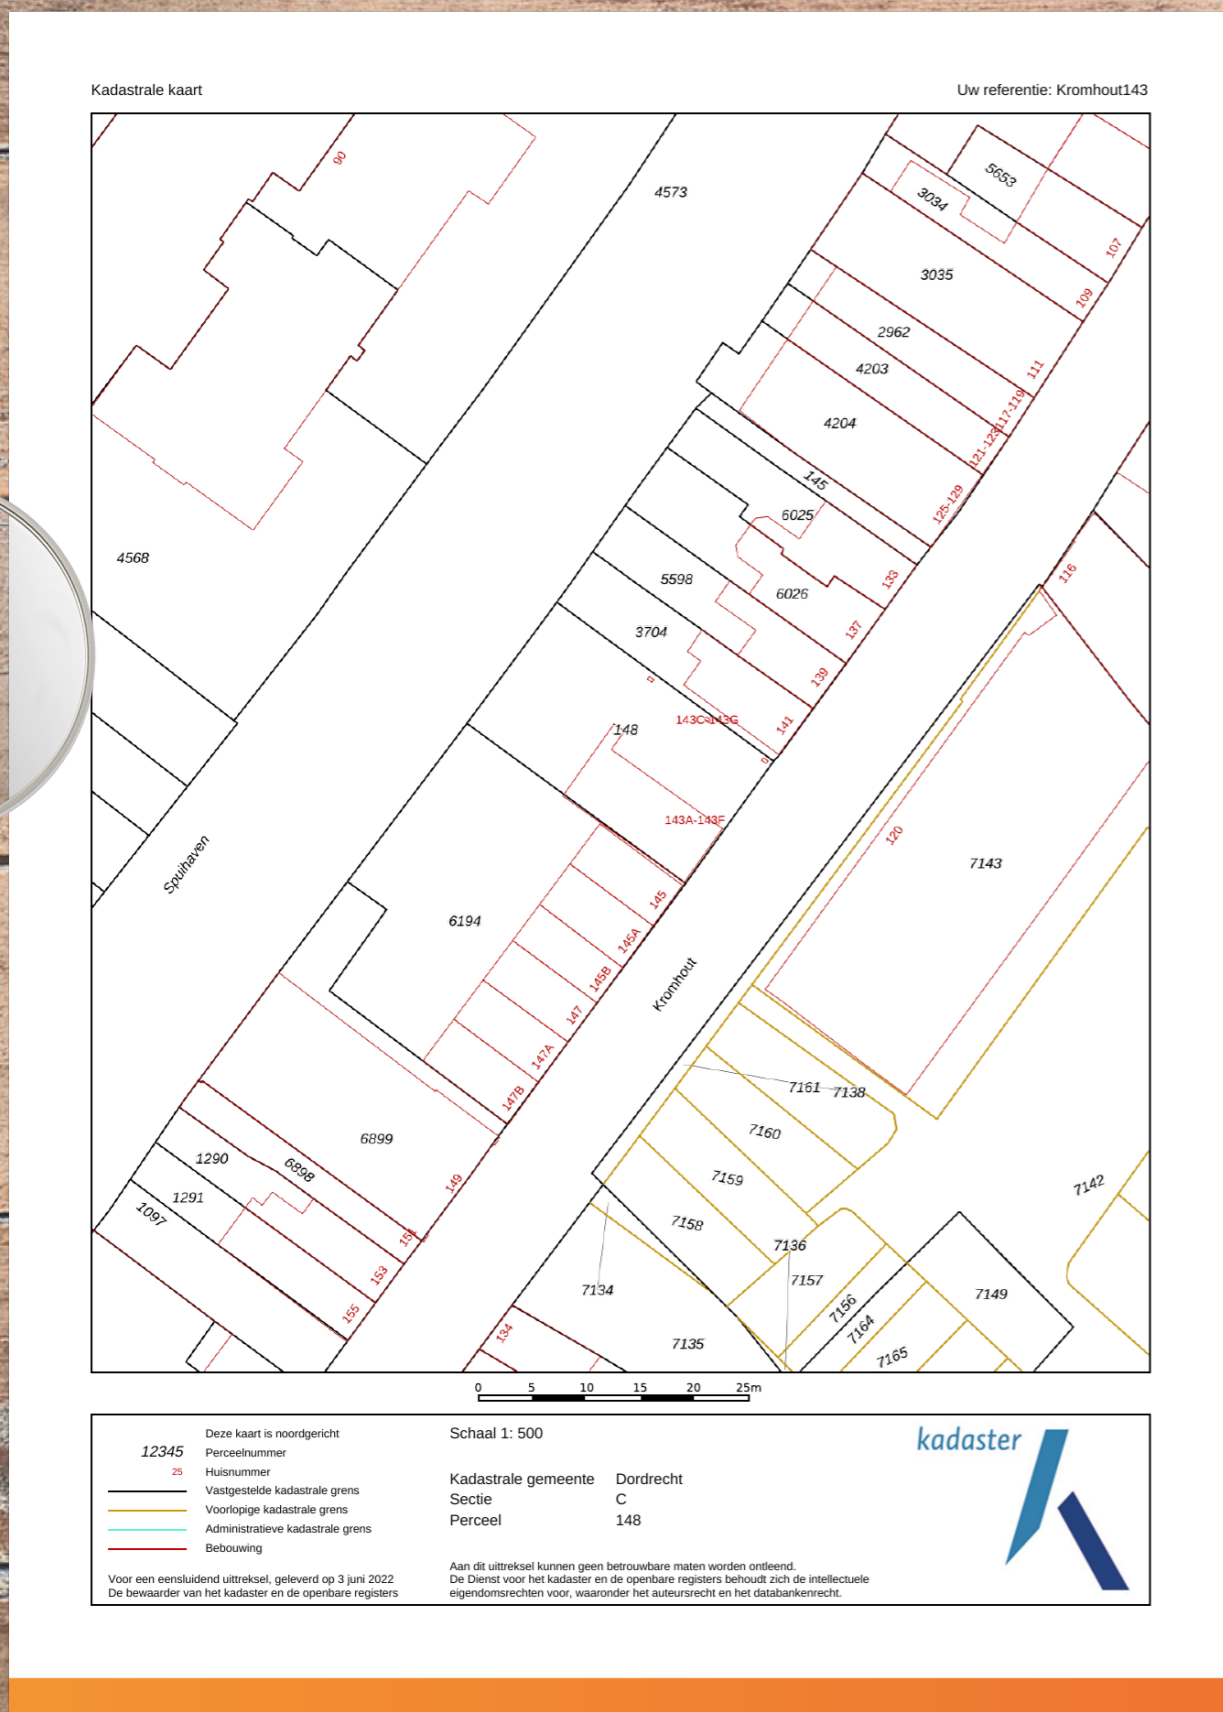 Kadastrale kaart
Uw referentie: Kromhout143
90
4573
5653
3034
107
3035
109
2962
111
4203
117-119
4204
121-123
145
125-129
6025
4568
133
116
5598
6026
3704
137
139
143C-143G
141
148
143A-143F
120
7143
Spuihaven
145
6194
145A
Kromhout
145B
147
147A
7161
7138
147B
7160
6899
1290
6898
7159
149
7142
1291
1097
7158
151
7136
153
7157
7134
7149
155
7156
134
7164
7135
7165
0 5 10 15 20 25m
Deze kaart is noordgericht
12345 Perceelnummer
25 Huisnummer
Vastgestelde kadastrale grens
Voorlopige kadastrale grens
Administratieve kadastrale grens
Bebouwing
Voor een eensluidend uittreksel, geleverd op 3 juni 2022
De bewaarder van het kadaster en de openbare registers
Schaal 1: 500
Kadastrale gemeente Dordrecht
Sectie C
Perceel 148
Aan dit uittreksel kunnen geen betrouwbare maten worden ontleend.
De Dienst voor het kadaster en de openbare registers behoudt zich de intellectuele
eigendomsrechten voor, waaronder het auteursrecht en het databankenrecht.
kadaster